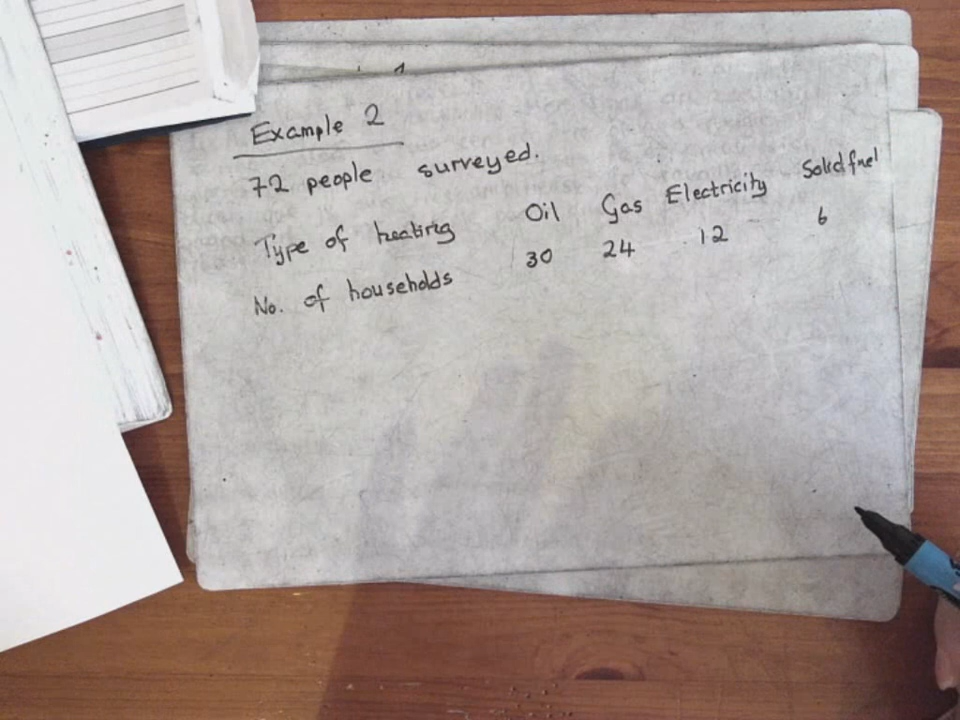 Example 2
72 people surveyed.
Type of heating Oil Gas Electricity Solid fuel
No. of households 30 24 12 6